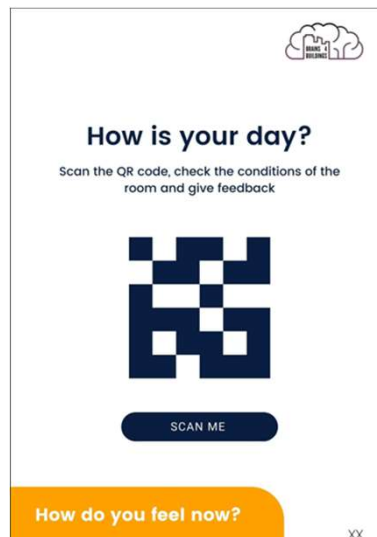 BRAINS 4
BUILDINGS
How is your day?
Scan the QR code, check the conditions of the
room and give feedback
SCAN ME
How do you feel now?
XX